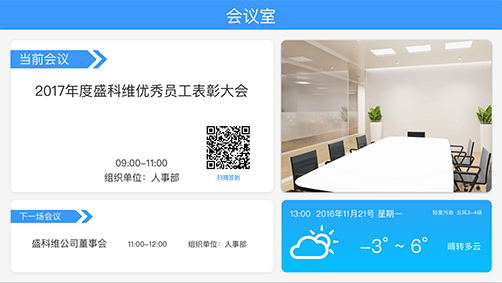 会议室
当前会议
2017年度盛科维优秀员工表彰大会
09:00-11:00
组织单位：人事部
扫描签到
下一场会议
盛科维公司董事会 11:00-12:00 组织单位：人事部
13:00 2016年11月21号 星期一 轻度污染 北风3-4级
-3° ~ 6° 晴转多云